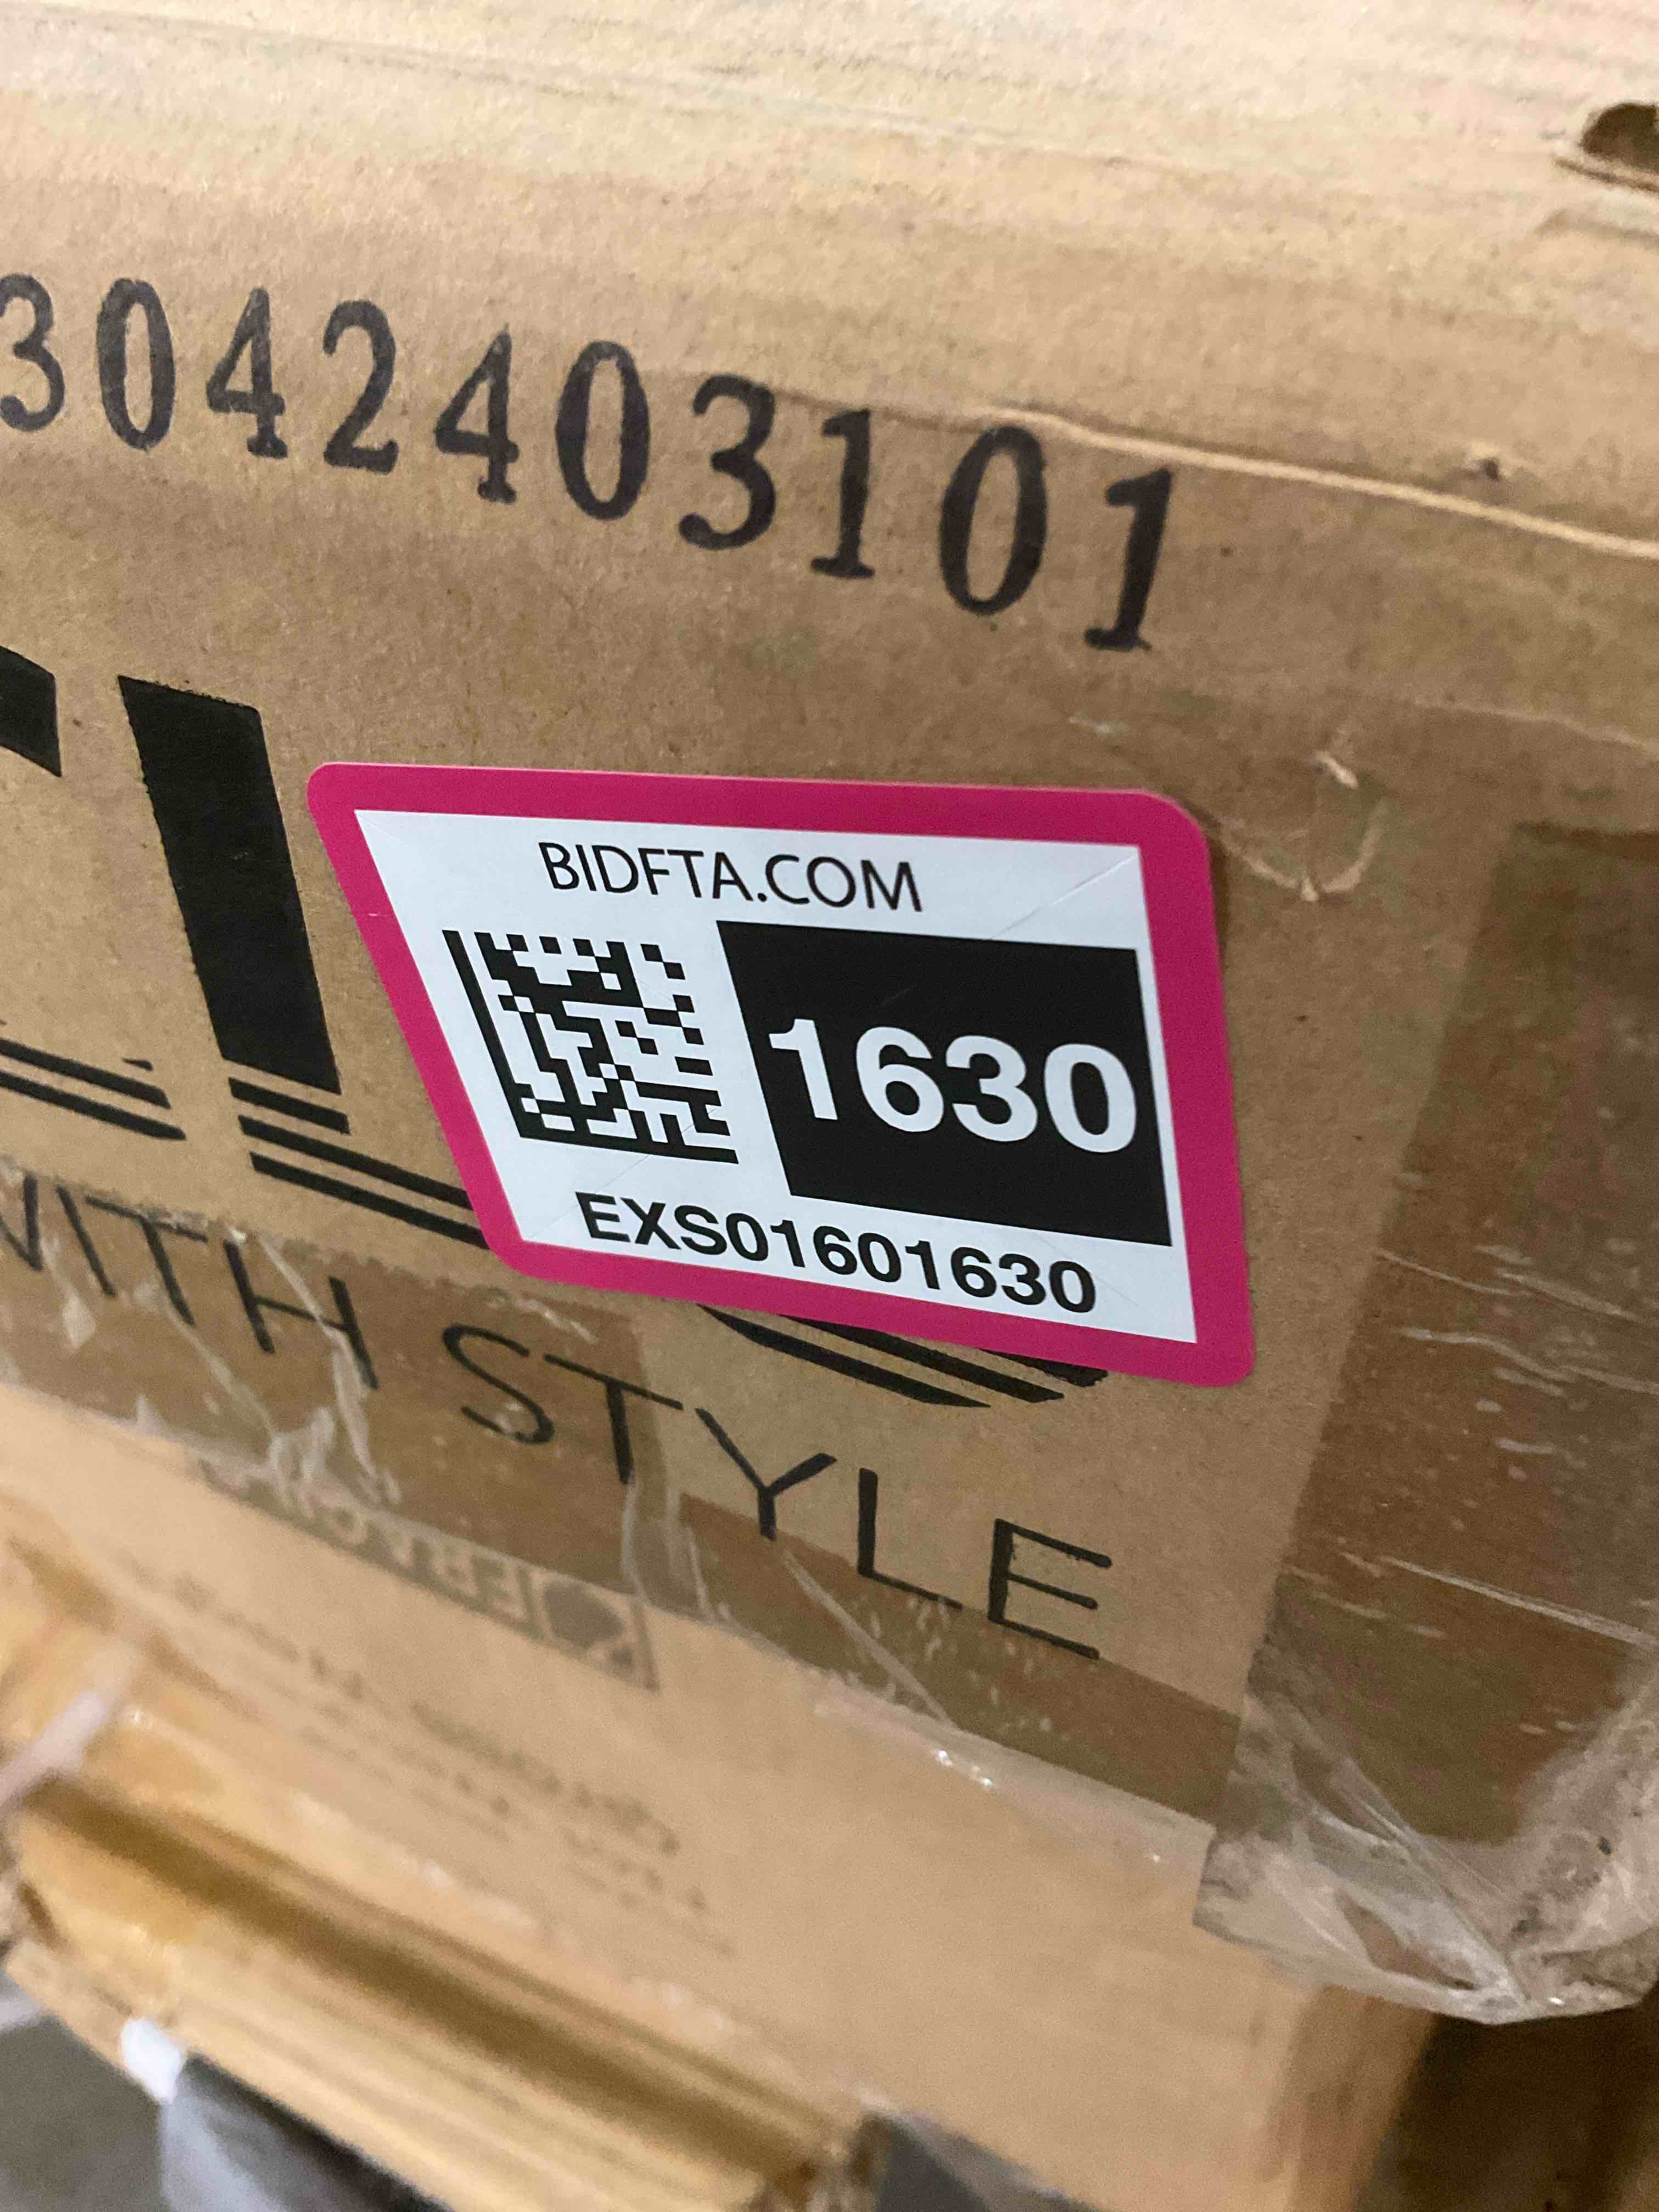 3042403101
BIDFTA.COM
1630
EXS01601630
WITH STYLE